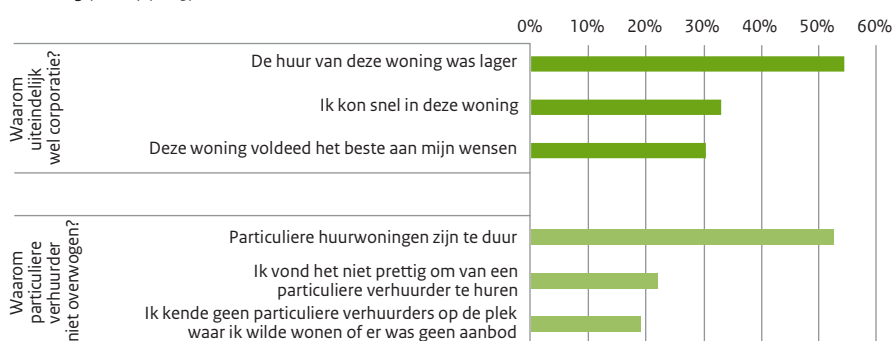 0% 10% 20% 30% 40% 50% 60%
Waarom
uiteindelijk
wel corporatie?
De huur van deze woning was lager
Ik kon snel in deze woning
Deze woning voldeed het beste aan mijn wensen
Waarom
particuliere
verhuurder
niet overwogen?
Particuliere huurwoningen zijn te duur
Ik vond het niet prettig om van een
particuliere verhuurder te huren
Ik kende geen particuliere verhuurders op de plek
waar ik wilde wonen of er was geen aanbod